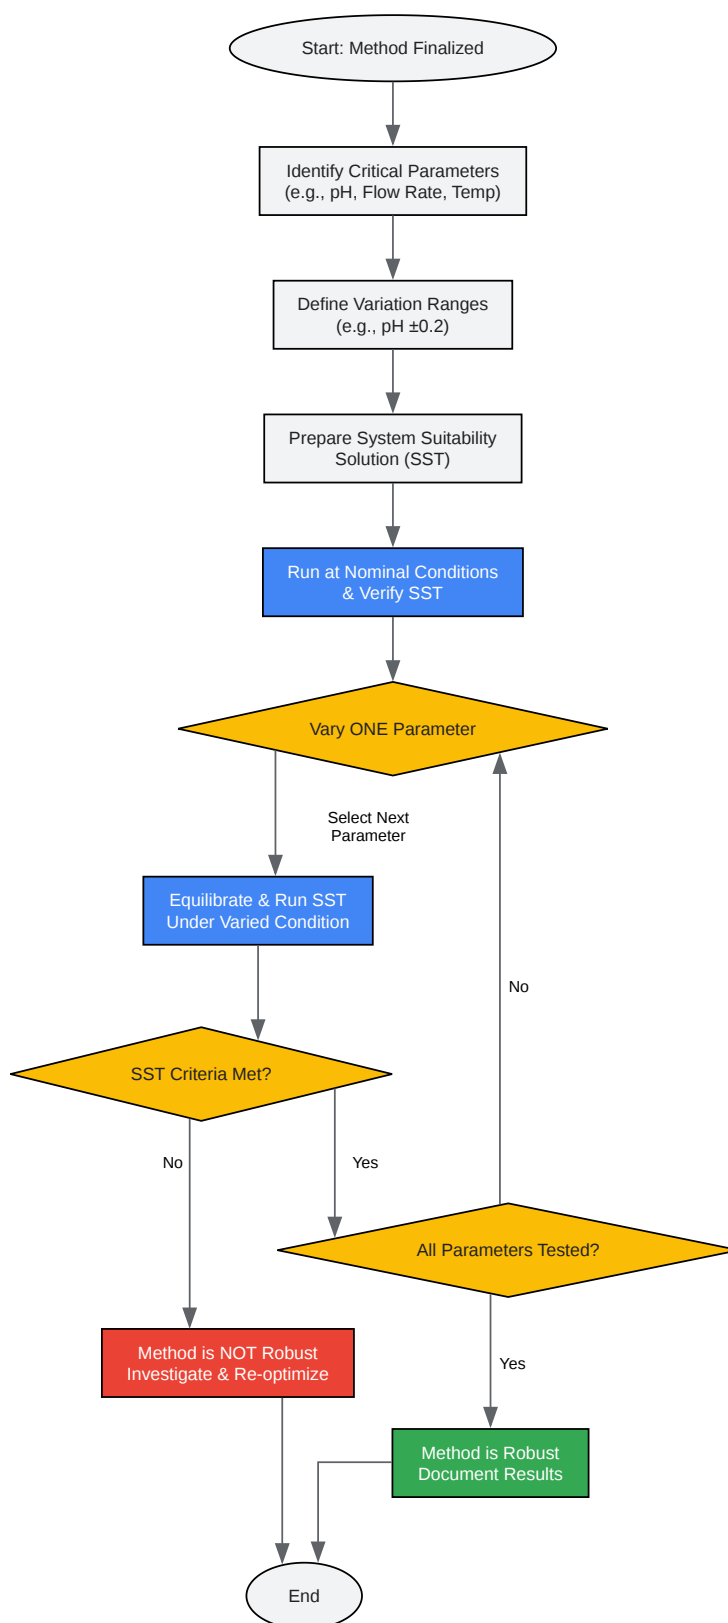 Start: Method Finalized
Identify Critical Parameters
(e.g., pH, Flow Rate, Temp)
Define Variation Ranges
(e.g., pH ±0.2)
Prepare System Suitability
Solution (SST)
Run at Nominal Conditions
& Verify SST
Vary ONE Parameter
Select Next
Parameter
Equilibrate & Run SST
Under Varied Condition
No
SST Criteria Met?
No
Yes
All Parameters Tested?
Method is NOT Robust
Investigate & Re-optimize
Yes
Method is Robust
Document Results
End